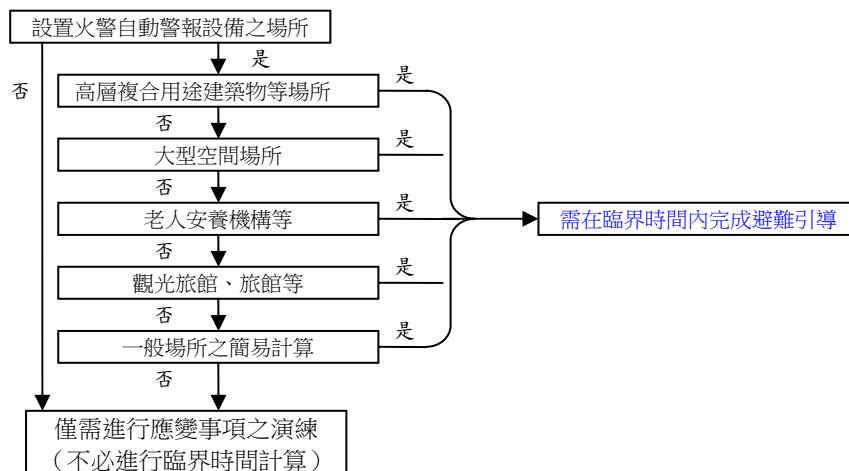 設置火警自動警報設備之場所
是
否
高層複合用途建築物等場所
是
否
大型空間場所
是
否
老人安養機構等
是
需在臨界時間內完成避難引導
否
觀光旅館、旅館等
是
否
一般場所之簡易計算
是
否
僅需進行應變事項之演練
（不必進行臨界時間計算）